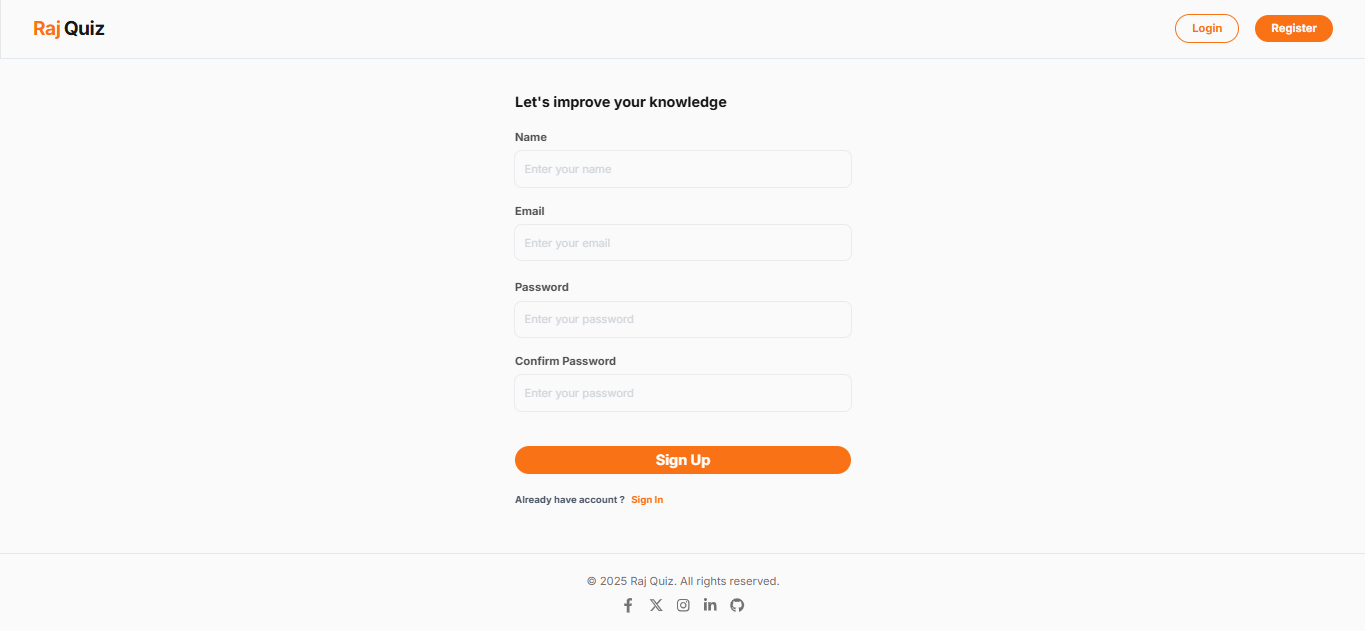 Raj Quiz
Login
Register
Let's improve your knowledge
Name
Enter your name
Email
Enter your email
Password
Enter your password
Confirm Password
Enter your password
Sign Up
Already have account ? Sign In
© 2025 Raj Quiz. All rights reserved.